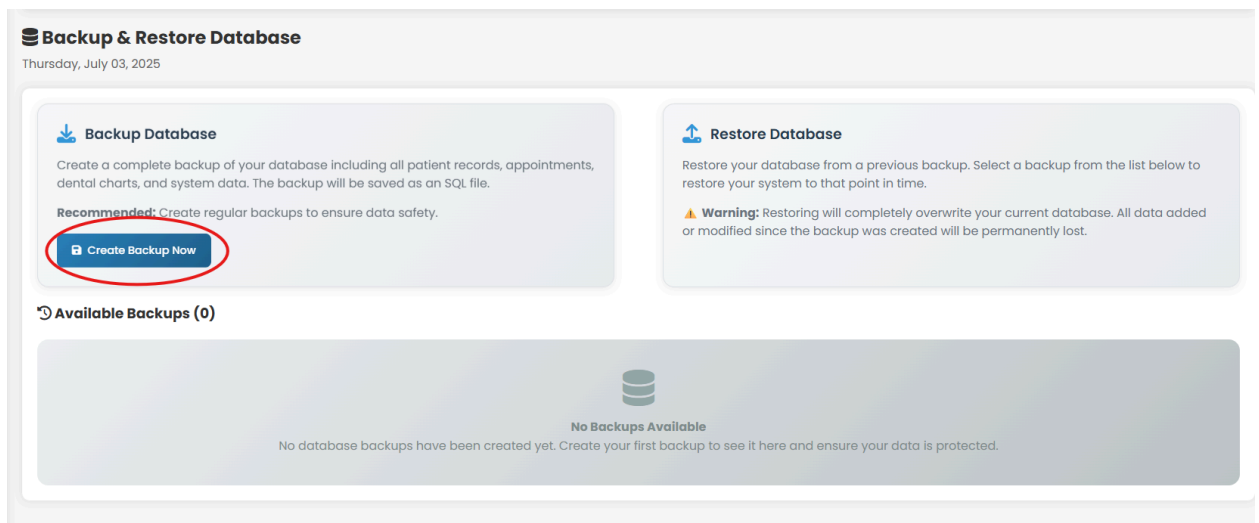 Backup & Restore Database
Thursday, July 03, 2025
Backup Database
Create a complete backup of your database including all patient records, appointments,
dental charts, and system data. The backup will be saved as an SQL file.
Recommended: Create regular backups to ensure data safety.
Create Backup Now
Restore Database
Restore your database from a previous backup. Select a backup from the list below to
restore your system to that point in time.
Warning: Restoring will completely overwrite your current database. All data added
or modified since the backup was created will be permanently lost.
Available Backups (0)
No Backups Available
No database backups have been created yet. Create your first backup to see it here and ensure your data is protected.